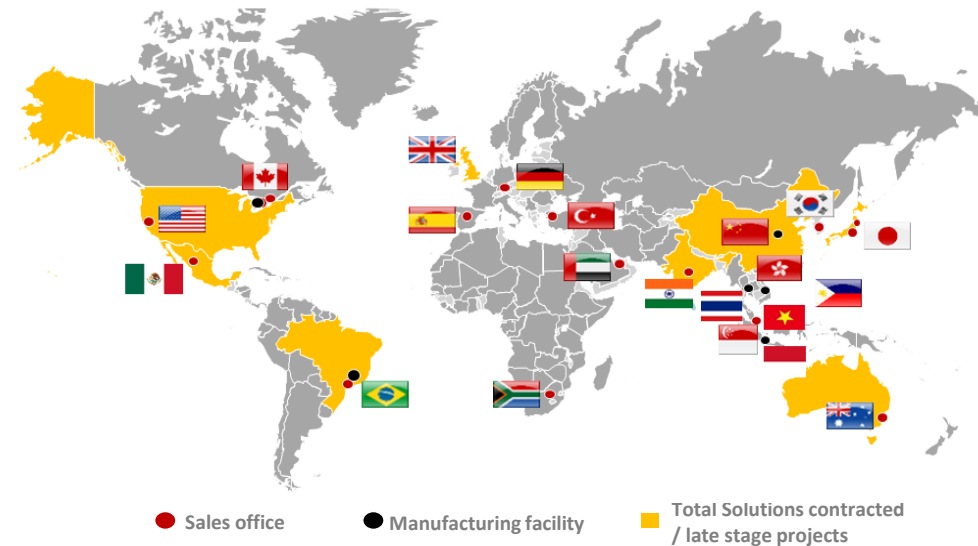 Sales office
Manufacturing facility
Total Solutions contracted
/ late stage projects